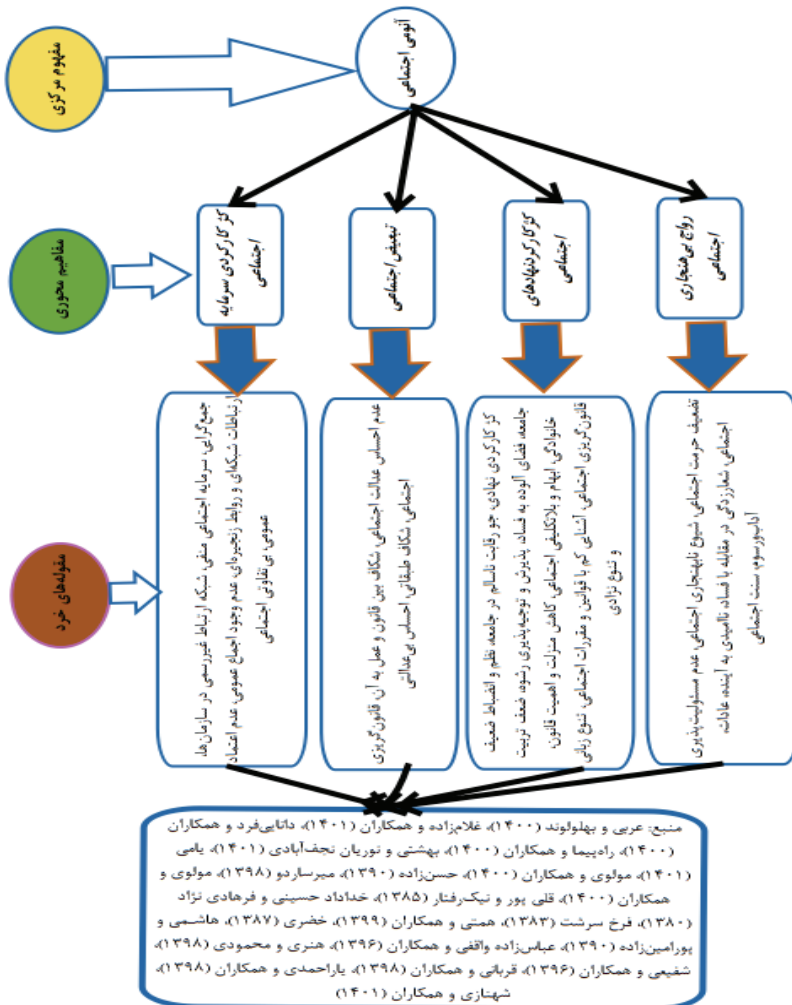 مفهوم مرکزی
آنومی اجتماعی
مفاهیم محوری
رواج بی‌هنجاری
اجتماعی
کژکارکرد نهادهای
اجتماعی
تبعیض اجتماعی
کژ کارکردی سرمایه
اجتماعی
مقوله‌های خرد
تضعیف حرمت اجتماعی، شیوع نابهنجاری اجتماعی، عدم مسئولیت‌پذیری
اجتماعی، شعارزدگی در مقابله با فساد، ناامیدی به آینده، عادات،
آداب‌ورسوم، سنت اجتماعی
کژ کارکردی نهادی، جو رقابت ناسالم در جامعه، نظم و انضباط ضعیف
جامعه، فضای آلوده به فساد، پذیرش و توجیه‌پذیری رشوه، ضعف تربیت
خانوادگی، ابهام و بلاتکلیفی اجتماعی، کاهش منزلت و اهمیت قانون،
قانون‌گریزی اجتماعی، آشنایی کم با قوانین و مقررات اجتماعی، تنوع زبانی
و تنوع نژادی
عدم احساس عدالت اجتماعی، شکاف بین قانون و عمل به آن، قانون‌گریزی
اجتماعی، شکاف طبقاتی، احساس بی‌عدالتی
جمع‌گرایی، سرمایه اجتماعی منفی شبکه ارتباط غیررسمی در سازمان‌ها،
ارتباطات شبکه‌ای و روابط زنجیره‌ای، عدم وجود اجماع عمومی، عدم اعتماد
عمومی، بی‌تفاوتی اجتماعی
منبع: عربی و بهلولوند (۱۴۰۰)، غلام‌زاده و همکاران (۱۴۰۱)، دانایی‌فرد و همکاران
(۱۴۰۰)، راه‌پیما و همکاران (۱۴۰۰)، بهشتی و نوریان نجف‌آبادی (۱۴۰۱)، یامی
(۱۴۰۱)، مولوی و همکاران (۱۴۰۰)، حسن‌زاده (۱۳۹۰)، میرساردو (۱۳۹۸)، مولوی و
همکاران (۱۴۰۰)، قلی پور و نیک‌رفتار (۱۳۸۵)، خداداد حسینی و فرهادی نژاد
(۱۳۸۰)، فرخ سرشت (۱۳۸۳)، همتی و همکاران (۱۳۹۹)، خضری (۱۳۸۷)، هاشمی و
پورامین‌زاده (۱۳۹۰)، عباس‌زاده واقفی و همکاران (۱۳۹۶)، هنری و محمودی (۱۳۹۸)،
شفیعی و همکاران (۱۳۹۶)، قربانی و همکاران (۱۳۹۸)، یاراحمدی و همکاران (۱۳۹۸)،
شهنازی و همکاران (۱۴۰۱)